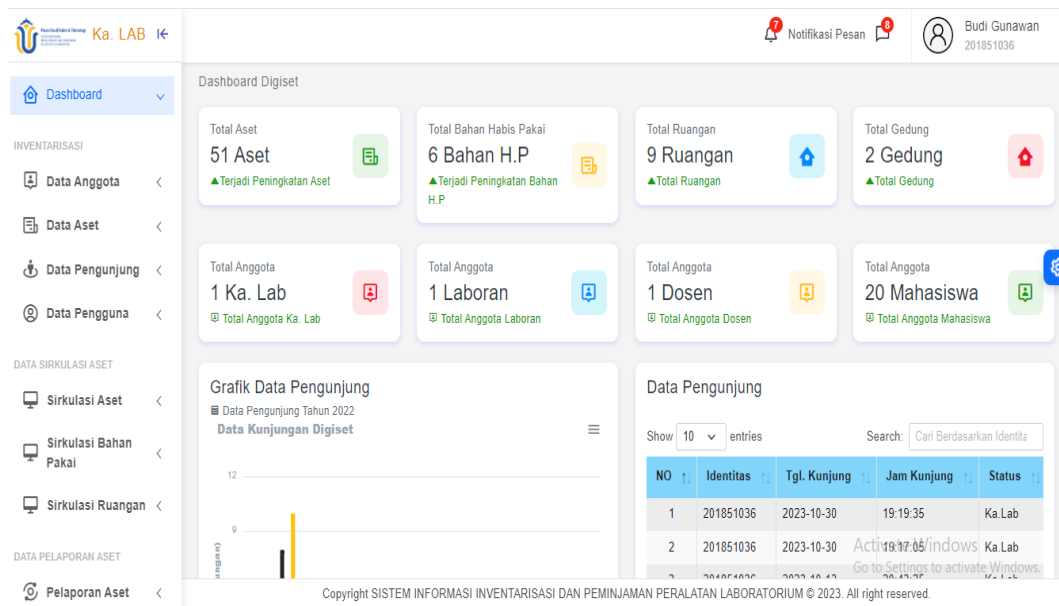 Ka. LAB
7
Notifikasi Pesan
8
Budi Gunawan
201851036
Dashboard
INVENTARISASI
Data Anggota
Data Aset
Data Pengunjung
Data Pengguna
DATA SIRKULASI ASET
Sirkulasi Aset
Sirkulasi Bahan
Pakai
Sirkulasi Ruangan
DATA PELAPORAN ASET
Pelaporan Aset
Dashboard Digiset
Total Aset
51 Aset
▲Terjadi Peningkatan Aset
Total Bahan Habis Pakai
6 Bahan H.P
▲Terjadi Peningkatan Bahan
H.P
Total Ruangan
9 Ruangan
▲Total Ruangan
Total Gedung
2 Gedung
▲Total Gedung
Total Anggota
1 Ka. Lab
Total Anggota Ka. Lab
Total Anggota
1 Laboran
Total Anggota Laboran
Total Anggota
1 Dosen
Total Anggota Dosen
Total Anggota
20 Mahasiswa
Total Anggota Mahasiswa
Grafik Data Pengunjung
Data Pengunjung Tahun 2022
Data Kunjungan Digiset
12
9
Data Pengunjung
Show 10 entries
Search: Cari Berdasarkan Identita
NO Identitas Tgl. Kunjung Jam Kunjung Status
1 201851036 2023-10-30 19:19:35 Ka.Lab
2 201851036 2023-10-30 19:17:05 Ka.Lab
Activate Windows
Go to Settings to activate Windows.
Copyright SISTEM INFORMASI INVENTARISASI DAN PEMINJAMAN PERALATAN LABORATORIUM © 2023. All right reserved.